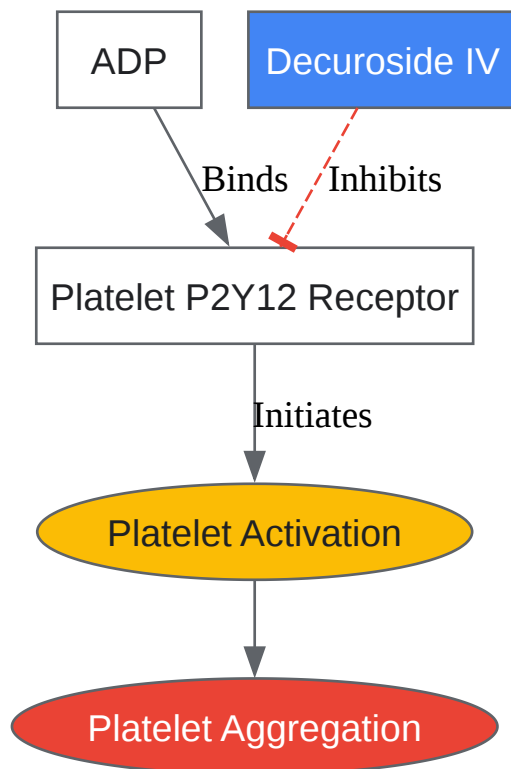 ADP
Decuroside IV
Binds
Inhibits
Platelet P2Y12 Receptor
Initiates
Platelet Activation
Platelet Aggregation